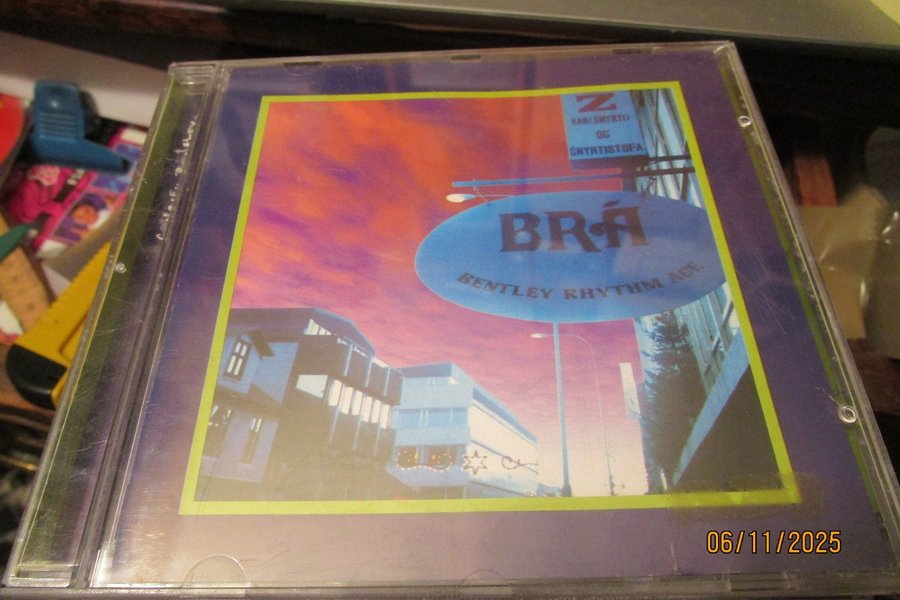 Z
HÁRSNYRTI
OG
SNYRTISTOFA
BRÁ
BENTLEY RHYTHM ACE
06/11/2025